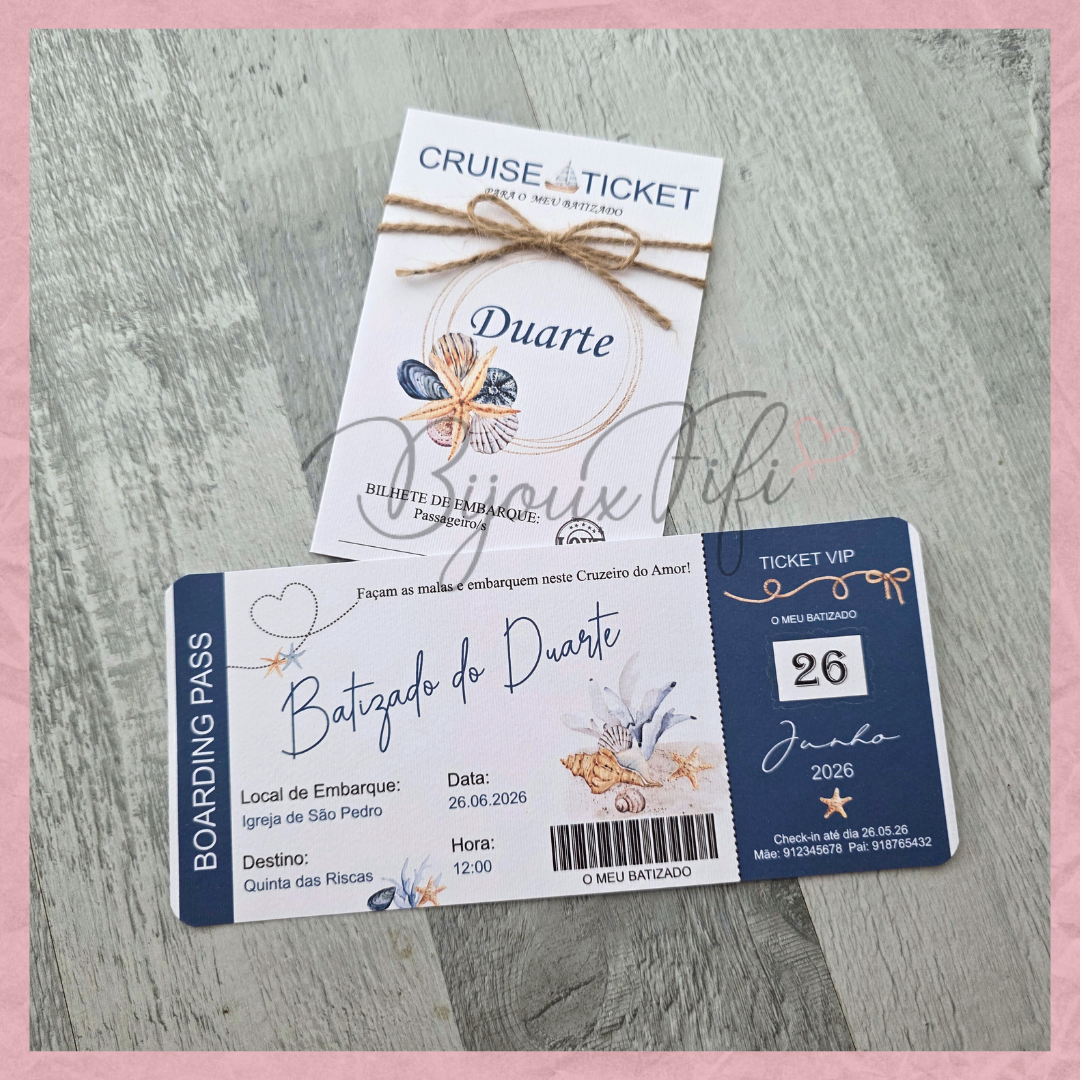 CRUISE TICKET
PARA O MEU BATIZADO
Duarte
BILHETE DE EMBARQUE:
Passageiro/s
LOVE
Bijoux Fifi
BOARDING PASS
Façam as malas e embarquem neste Cruzeiro do Amor!
Batizado do Duarte
Local de Embarque:
Igreja de São Pedro
Data:
26.06.2026
Destino:
Quinta das Riscas
Hora:
12:00
O MEU BATIZADO
TICKET VIP
O MEU BATIZADO
26
Junho
2026
Check-in até dia 26.05.26
Mãe: 912345678 Pai: 918765432